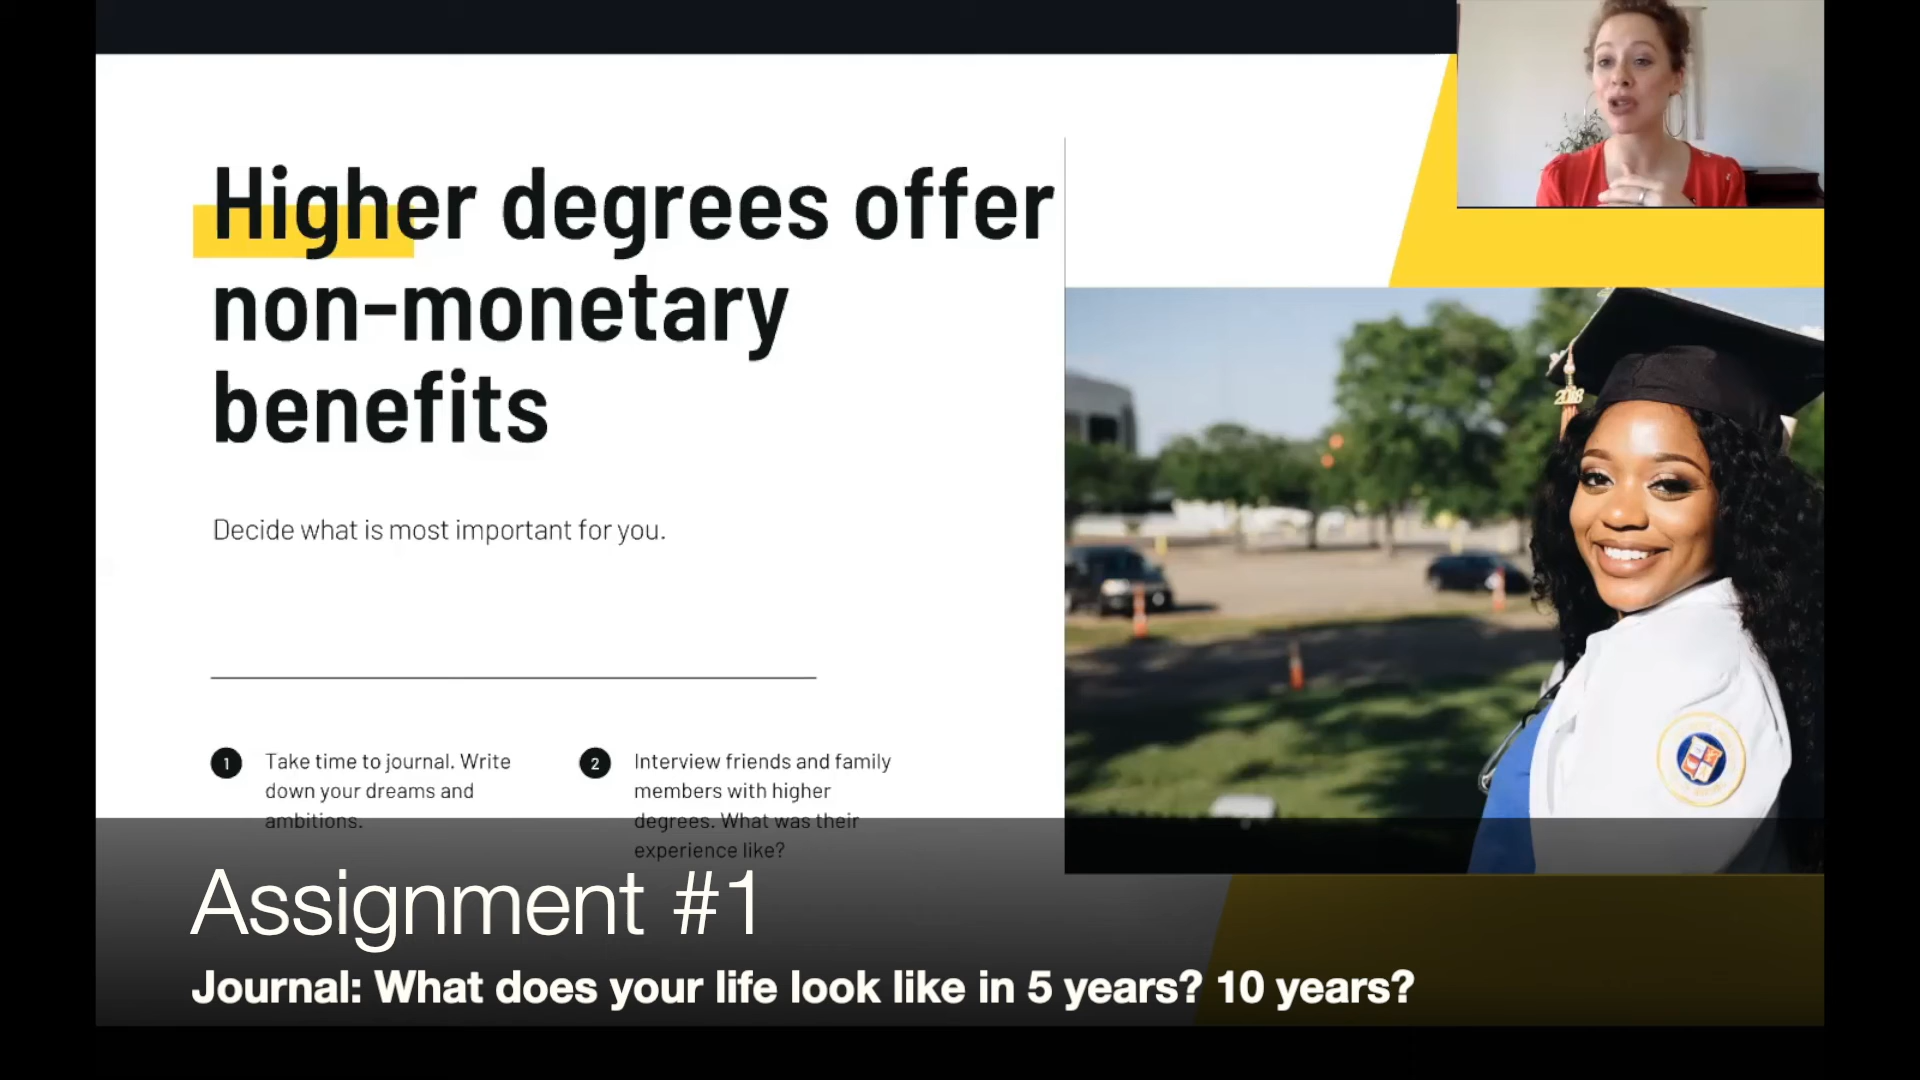 Higher degrees offer
non-monetary
benefits
Decide what is most important for you.
1
Take time to journal. Write
down your dreams and
ambitions.
2
Interview friends and family
members with higher
degrees. What was their
experience like?
2018
Assignment #1
Journal: What does your life look like in 5 years? 10 years?